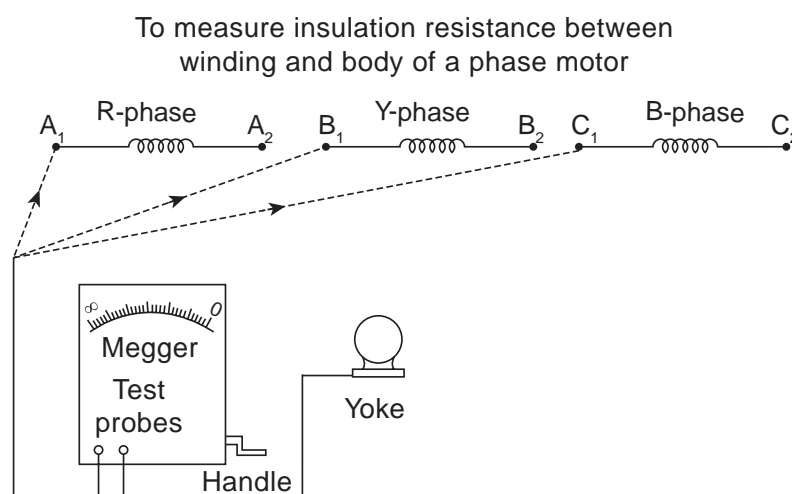 To measure insulation resistance between
winding and body of a phase motor
R-phase Y-phase B-phase
A1 A2 B1 B2 C1 C2
∞ 0
Megger
Test
probes
Yoke
Handle